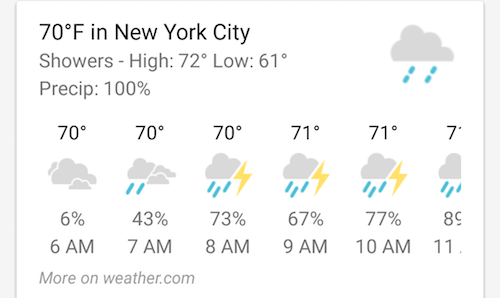 70°F in New York City
Showers - High: 72° Low: 61°
Precip: 100%
70° 70° 70° 71° 71°
6% 43% 73% 67% 77%
6 AM 7 AM 8 AM 9 AM 10 AM 11
More on weather.com